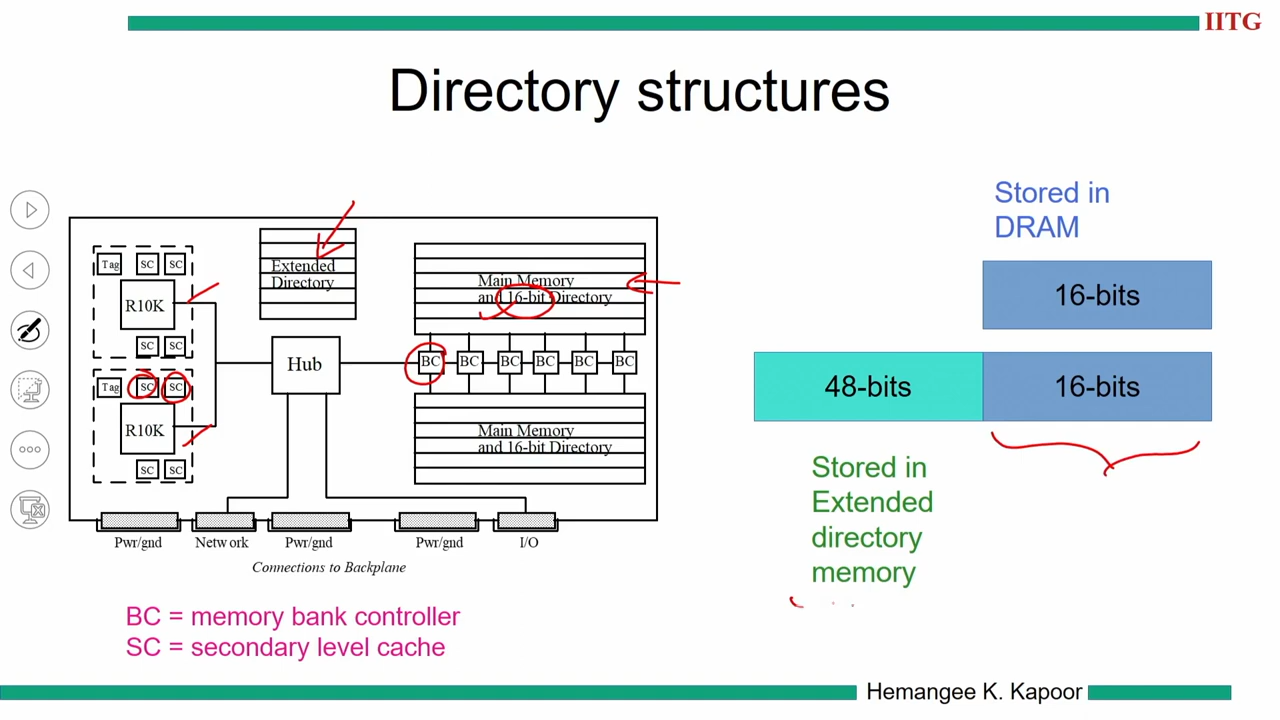 IITG
Directory structures
Tag SC SC
R10K
SC SC
Tag SC SC
R10K
SC SC
Extended
Directory
Hub
Main Memory
and 16-bit Directory
BC BC BC BC BC BC
Main Memory
and 16-bit Directory
Pwr/gnd Netw ork Pwr/gnd Pwr/gnd I/O
Connections to Backplane
BC = memory bank controller
SC = secondary level cache
Stored in
DRAM
16-bits
48-bits 16-bits
Stored in
Extended
directory
memory
Hemangee K. Kapoor